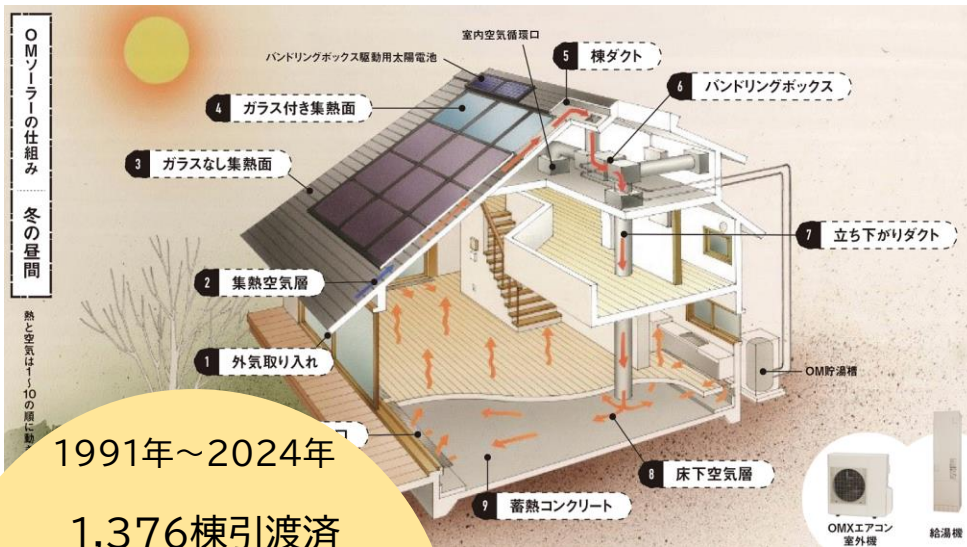 OMソーラーの仕組み
冬の昼間
熱と空気は1〜10の順に動き
室内空気循環口
バンドリングボックス駆動用太陽電池
5 棟ダクト
6 バンドリングボックス
4 ガラス付き集熱面
3 ガラスなし集熱面
7 立ち下がりダクト
2 集熱空気層
1 外気取り入れ
OM貯湯槽
口
8 床下空気層
9 蓄熱コンクリート
OMXエアコン
室外機
給湯機
1991年～2024年
1,376棟引渡済